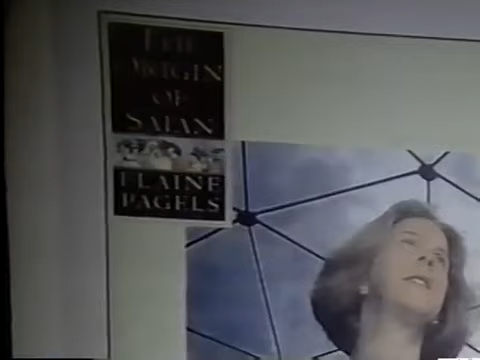 THE
ORIGIN
OF
SATAN
ELAINE
PAGELS